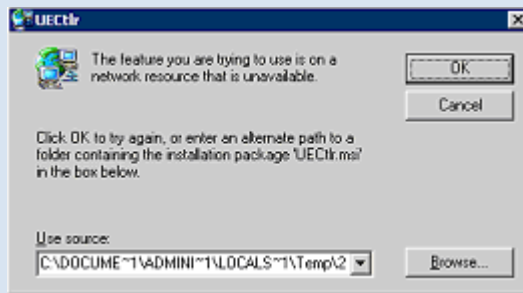 UECtlr
The feature you are trying to use is on a
network resource that is unavailable.
OK
Cancel
Click OK to try again, or enter an alternate path to a
folder containing the installation package 'UECtlr.msi'
in the box below.
Use source:
C:\DOCUME~1\ADMINI~1\LOCALS~1\Temp\2
Browse...